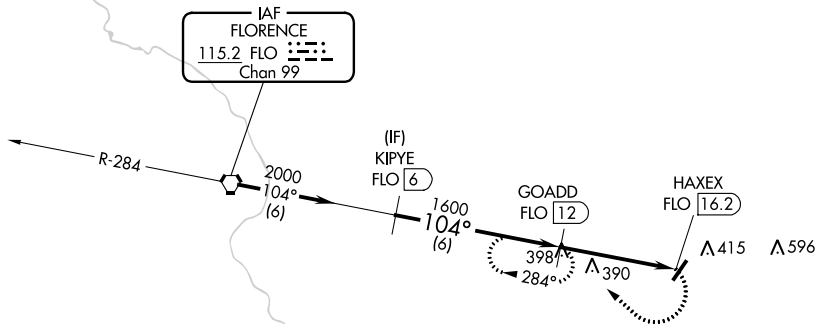 IAF
FLORENCE
115.2 FLO
Chan 99
R-284
2000
104°
(6)
(IF)
KIPYE
FLO 6
1600
104°
(6)
GOADD
FLO 12
HAXEX
FLO 16.2
398
390
284°
415
596